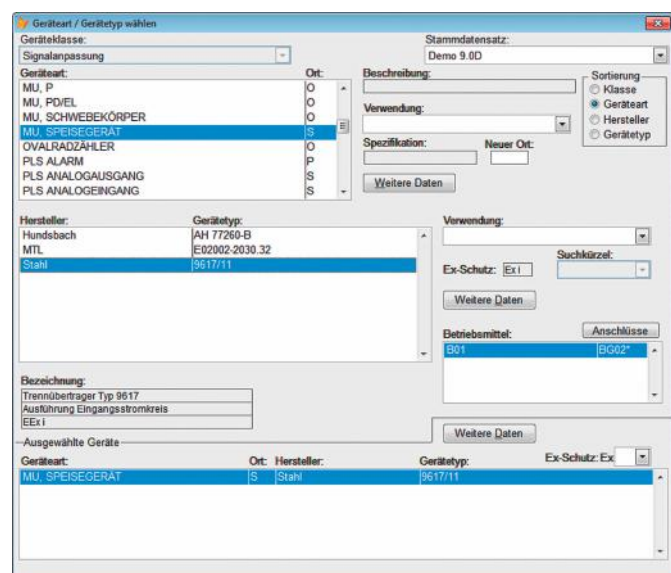 Geräteart / Gerätetyp wählen
Geräteklasse:
Stammdatensatz:
Signalanpassung
Demo 9.0D
Geräteart: Ort:
MU, P O
MU, PD/EL O
MU, SCHWEBEKÖRPER O
MU, SPEISEGERÄT S
OVALRADZÄHLER O
PLS ALARM P
PLS ANALOGAUSGANG S
PLS ANALOGEINGANG S
Beschreibung:
Verwendung:
Spezifikation: Neuer Ort:
Weitere Daten
Sortierung
Klasse
Geräteart
Hersteller
Gerätetyp
Hersteller: Gerätetyp:
Hundsbach AH 77260-B
MTL E02002-2030.32
Stahl 9617/11
Verwendung:
Suchkürzel:
Ex-Schutz: Ex i
Weitere Daten
Betriebsmittel: Anschlüsse
B01 BG02*
Bezeichnung:
Trennübertrager Typ 9617
Ausführung Eingangsstromkreis
EEx i
Weitere Daten
Ausgewählte Geräte
Geräteart: Ort: Hersteller: Gerätetyp: Ex-Schutz: Ex
MU, SPEISEGERÄT S Stahl 9617/11